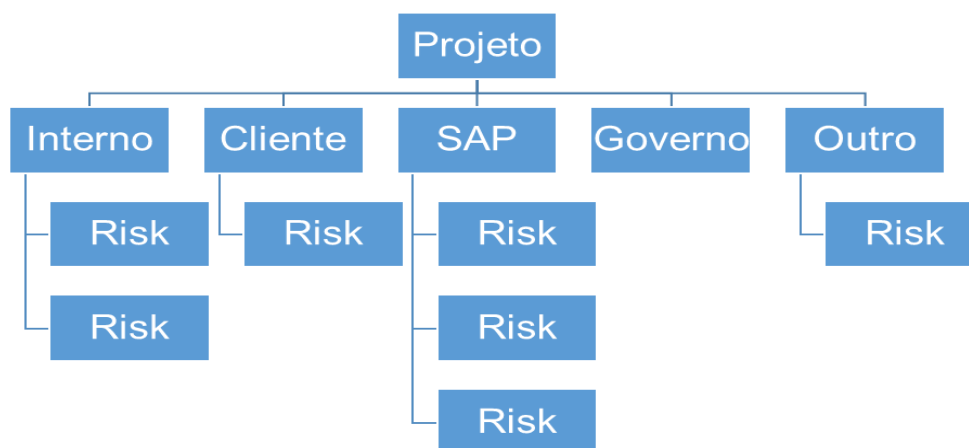 Projeto
Interno
Cliente
SAP
Governo
Outro
Risk
Risk
Risk
Risk
Risk
Risk
Risk